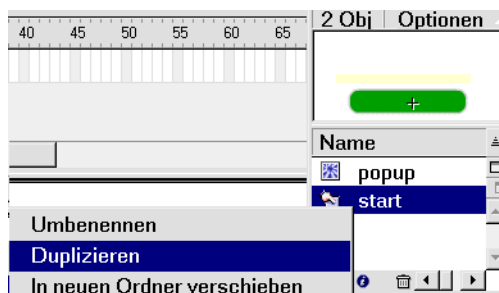 2 Obj Optionen
40 45 50 55 60 65
Name
popup
start
Umbenennen
Duplizieren
In neuen Ordner verschieben